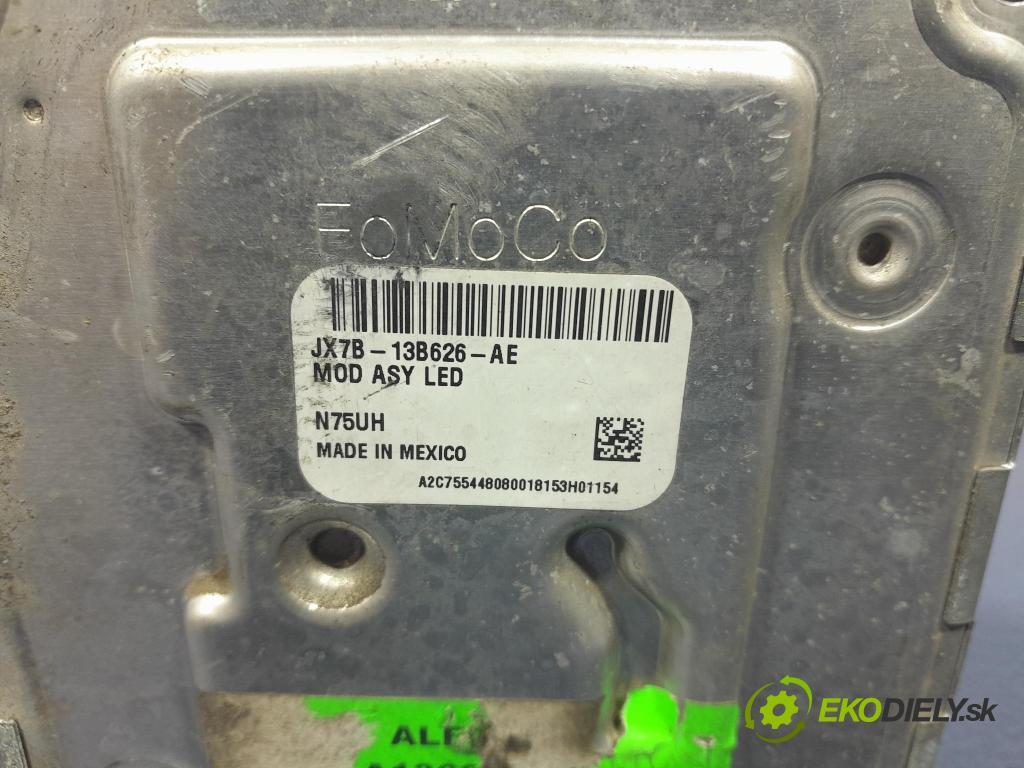 FoMoCo
JX7B-13B626-AE
MOD ASY LED
N75UH
MADE IN MEXICO
A2C755448080018153H01154
EKODIELY.sk